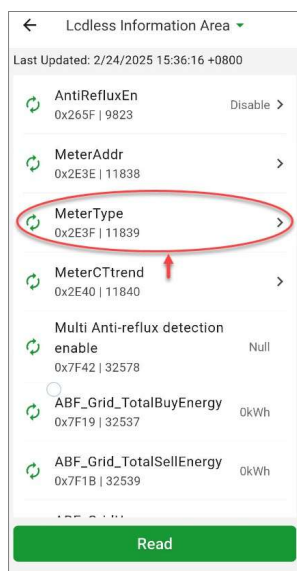 Lcdless Information Area
Last Updated: 2/24/2025 15:36:16 +0800
AntiRefluxEn
0x265F | 9823
Disable
MeterAddr
0x2E3E | 11838
MeterType
0x2E3F | 11839
MeterCTtrend
0x2E40 | 11840
Multi Anti-reflux detection
enable
0x7F42 | 32578
Null
ABF_Grid_TotalBuyEnergy
0x7F19 | 32537
0kWh
ABF_Grid_TotalSellEnergy
0x7F1B | 32539
0kWh
Read